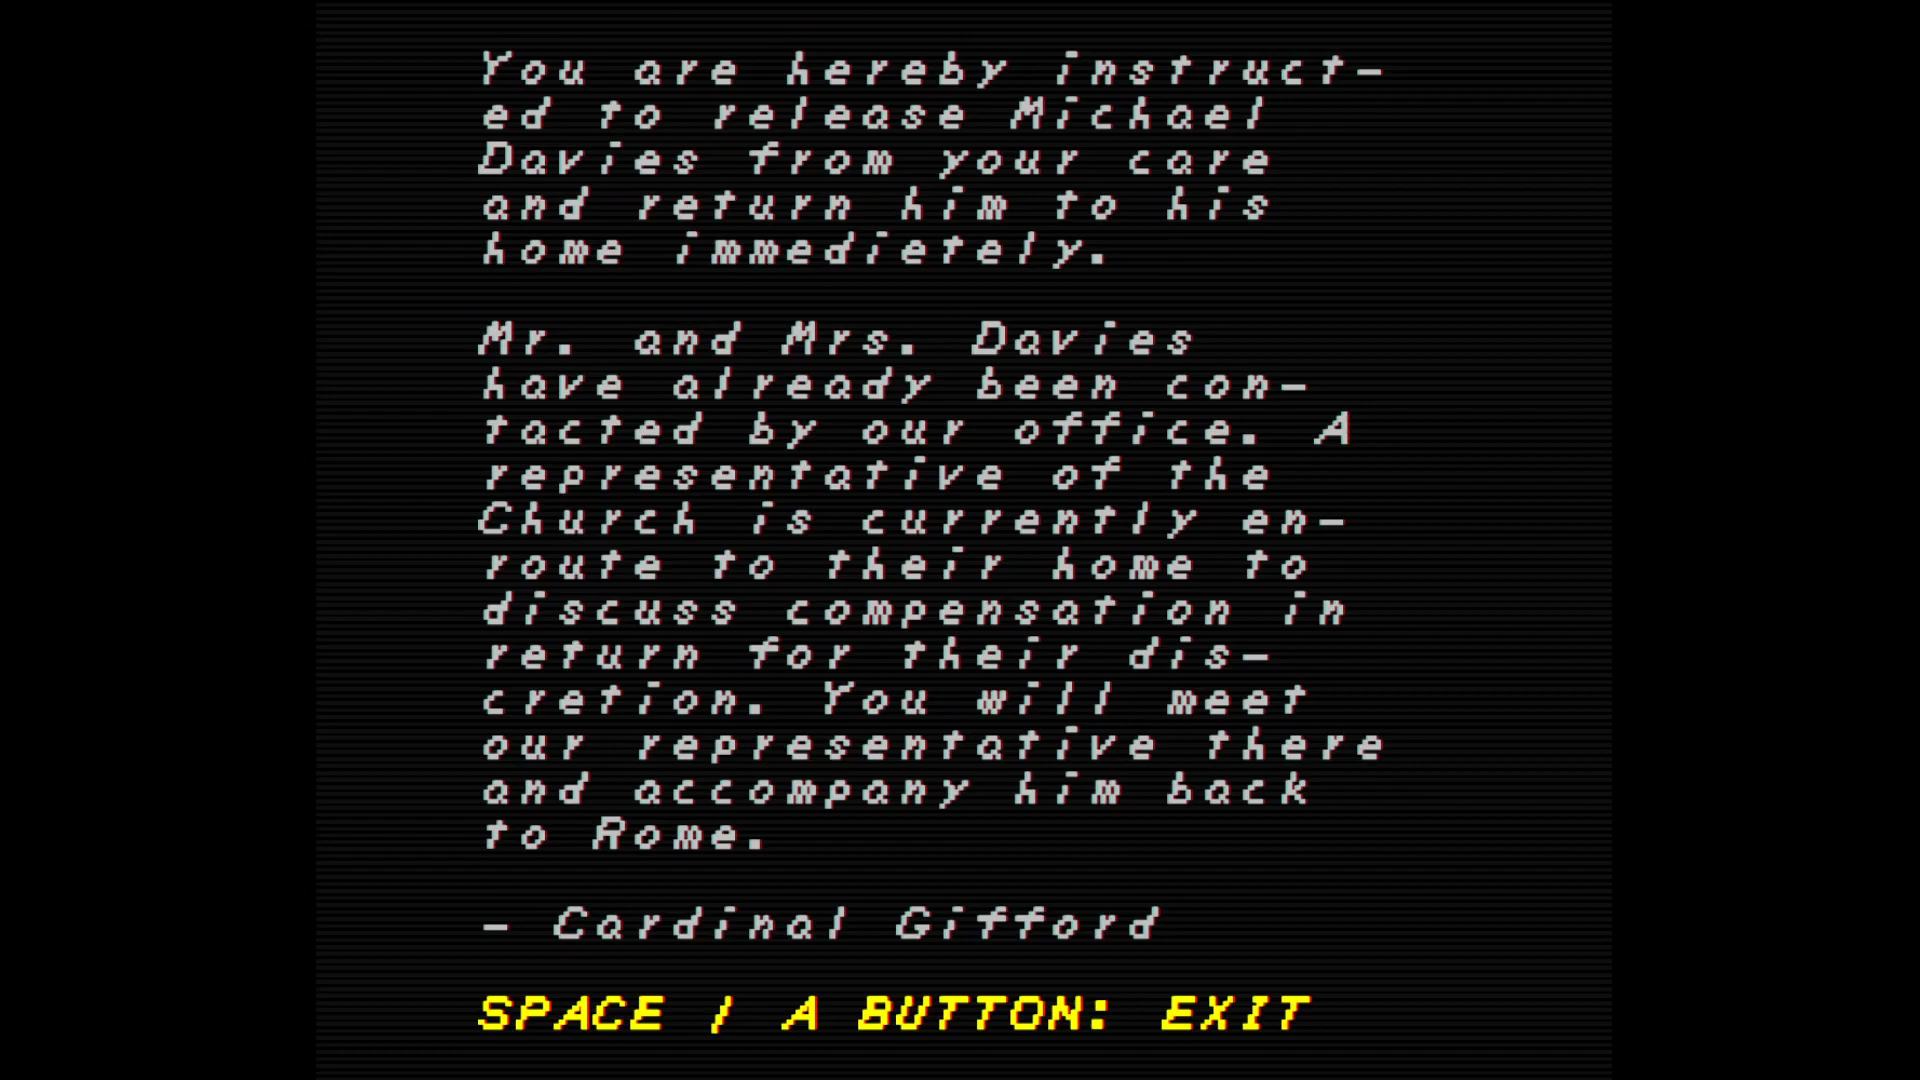 You are hereby instruct-
ed to release Michael
Davies from your care
and return him to his
home immedietely.
Mr. and Mrs. Davies
have already been con-
tacted by our office. A
representative of the
Church is currently en-
route to their home to
discuss compensation in
return for their dis-
cretion. You will meet
our representative there
and accompany him back
to Rome.
- Cardinal Gifford
SPACE / A BUTTON: EXIT